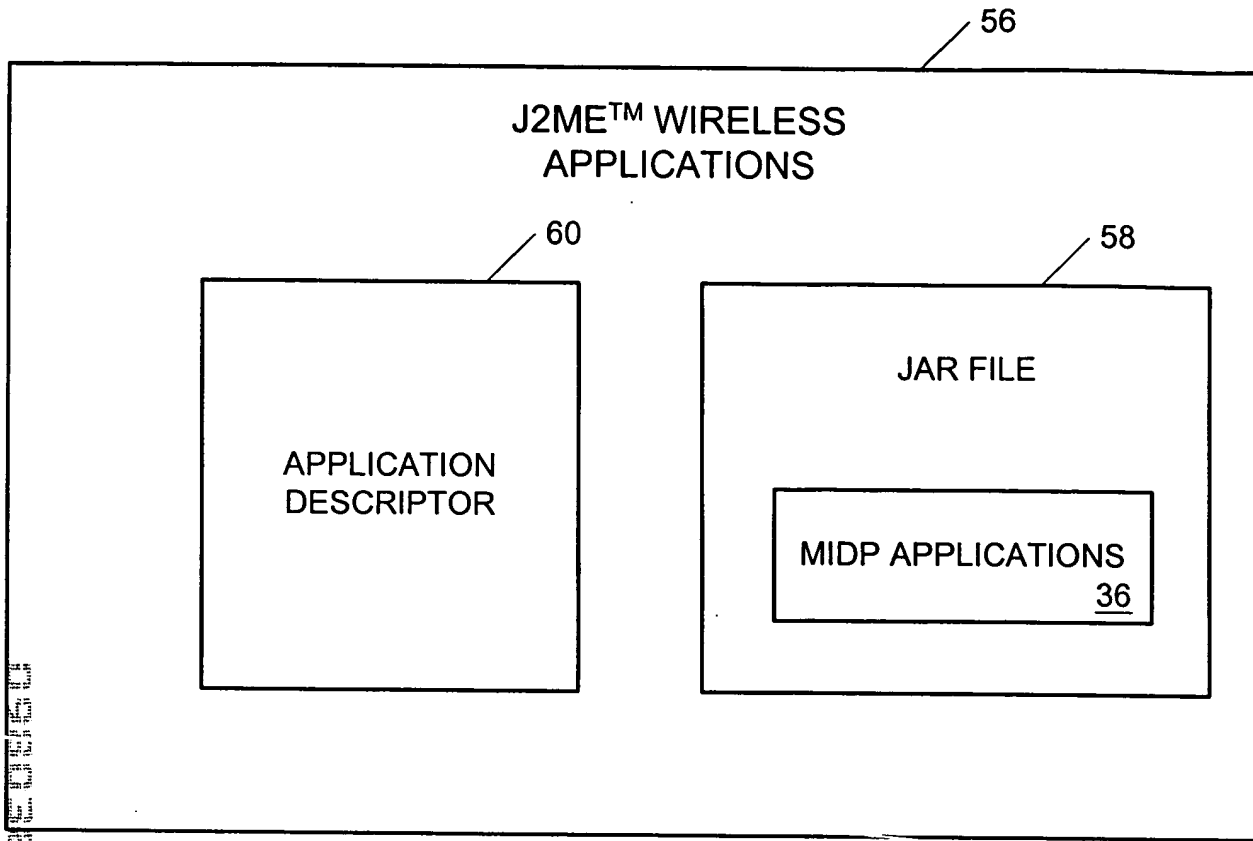 56
J2ME™ WIRELESS
APPLICATIONS
60
58
APPLICATION
DESCRIPTOR
JAR FILE
MIDP APPLICATIONS
36